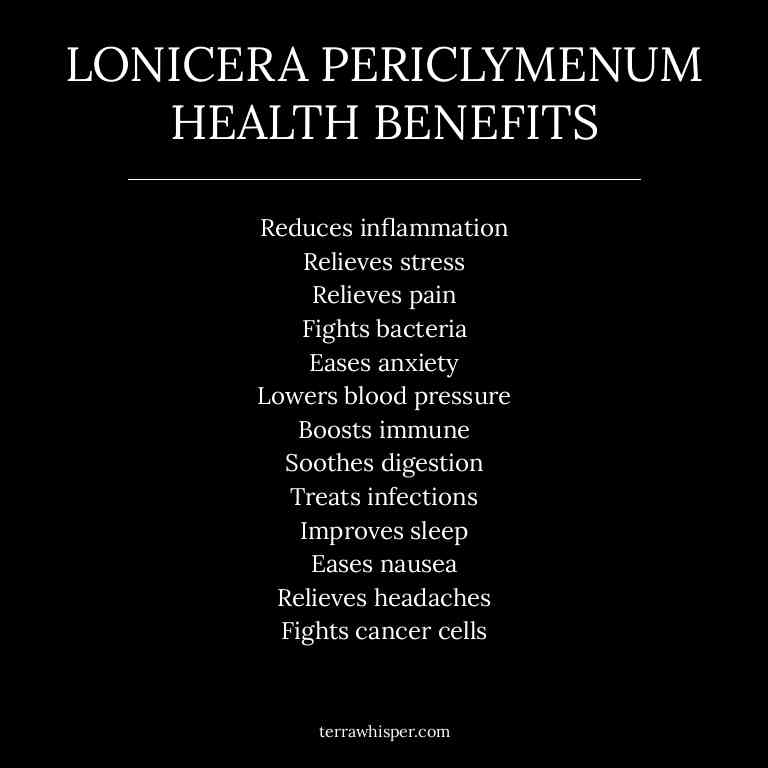 LONICERA PERICLYMENUM
HEALTH BENEFITS
Reduces inflammation
Relieves stress
Relieves pain
Fights bacteria
Eases anxiety
Lowers blood pressure
Boosts immune
Soothes digestion
Treats infections
Improves sleep
Eases nausea
Relieves headaches
Fights cancer cells
terrawhisper.com